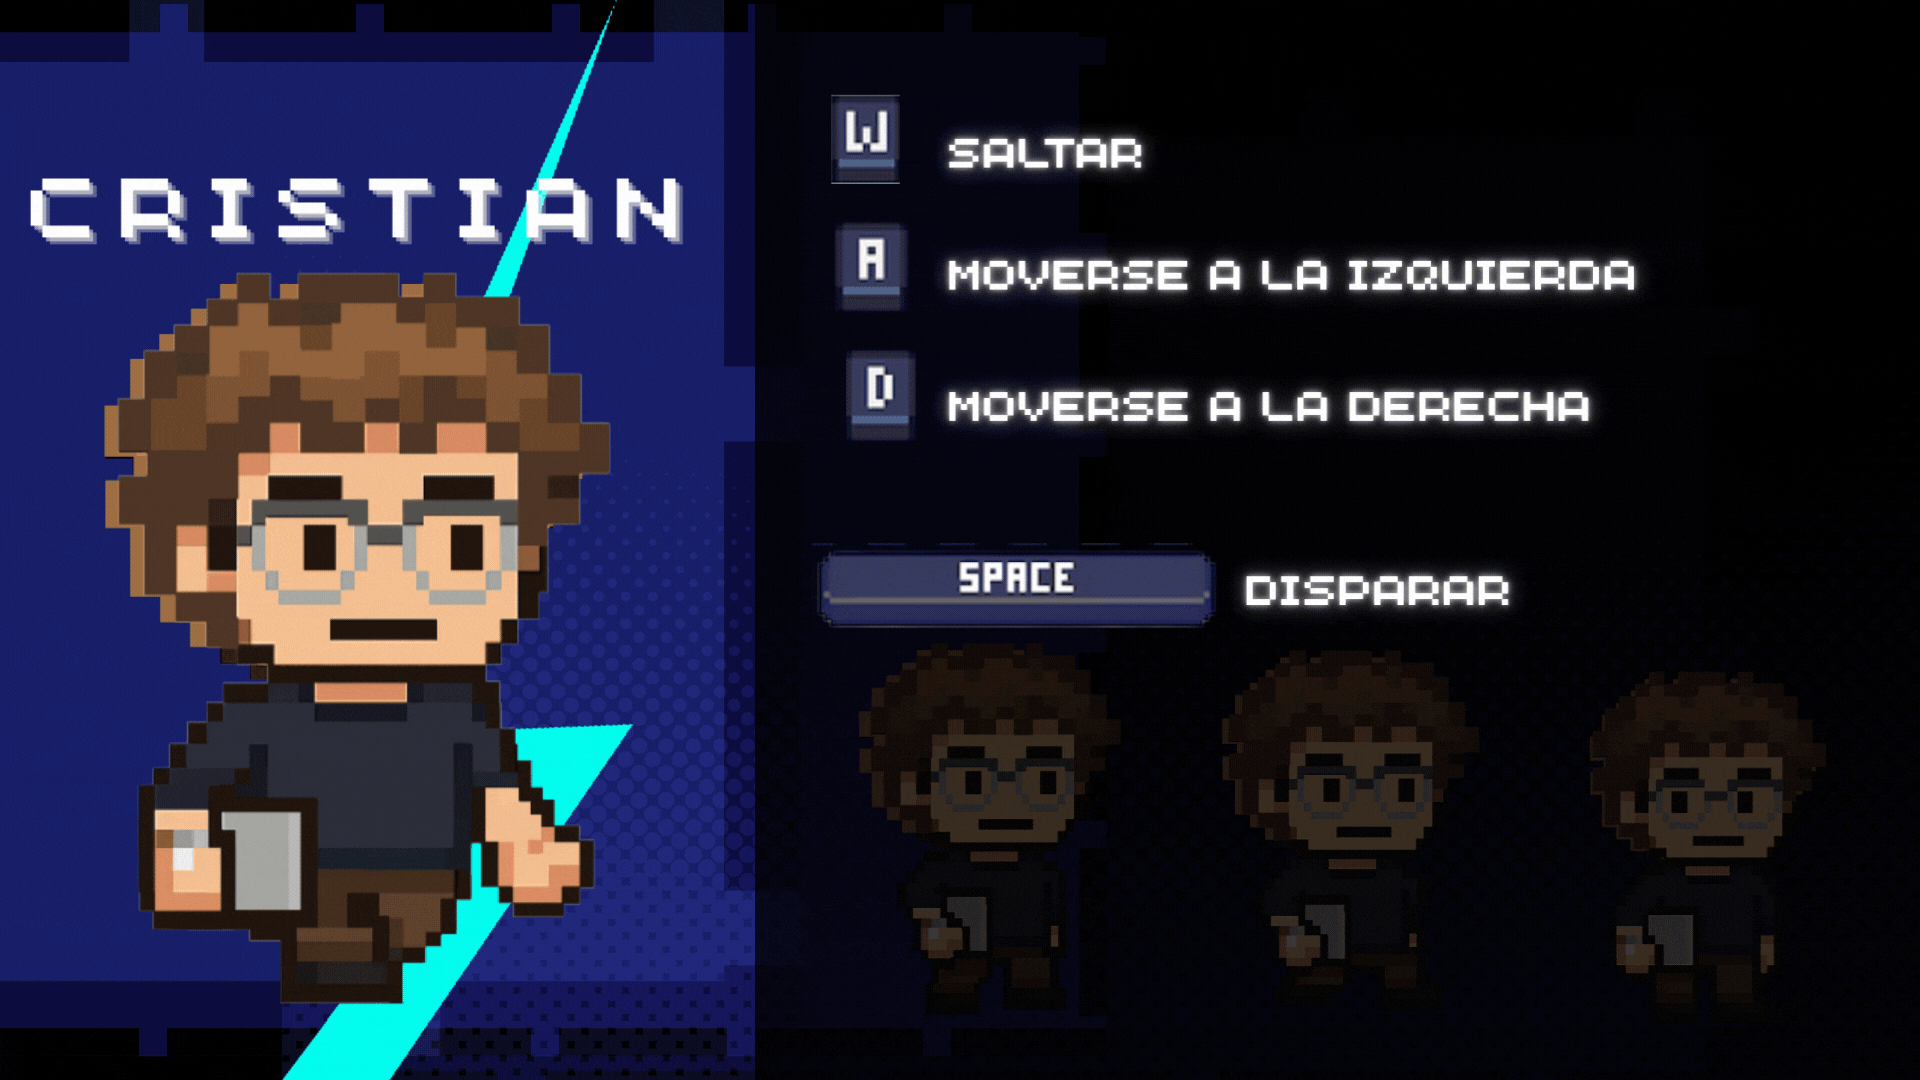 CRISTIAN
W SALTAR
A MOVERSE A LA IZQUIERDA
D MOVERSE A LA DERECHA
SPACE DISPARAR